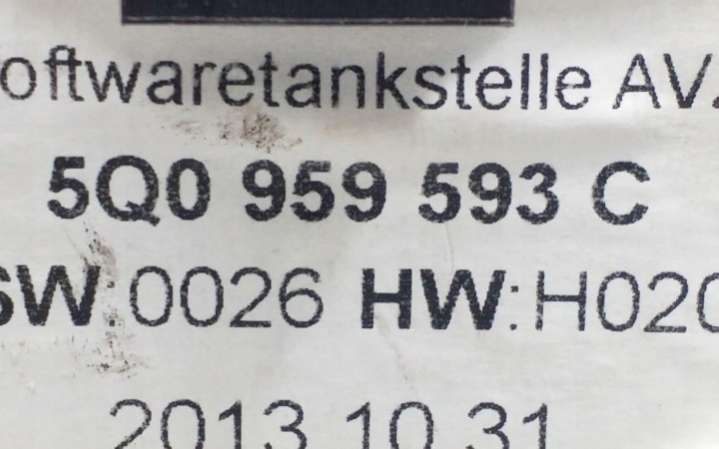 oftwaretankstelle AV.
5Q0 959 593 C
SW:0026 HW:H020
2013.10.31